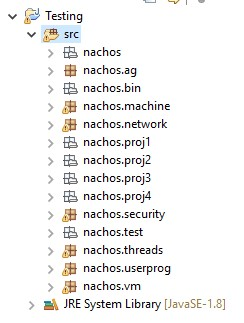 Testing
src
nachos
nachos.ag
nachos.bin
nachos.machine
nachos.network
nachos.proj1
nachos.proj2
nachos.proj3
nachos.proj4
nachos.security
nachos.test
nachos.threads
nachos.userprog
nachos.vm
JRE System Library [JavaSE-1.8]